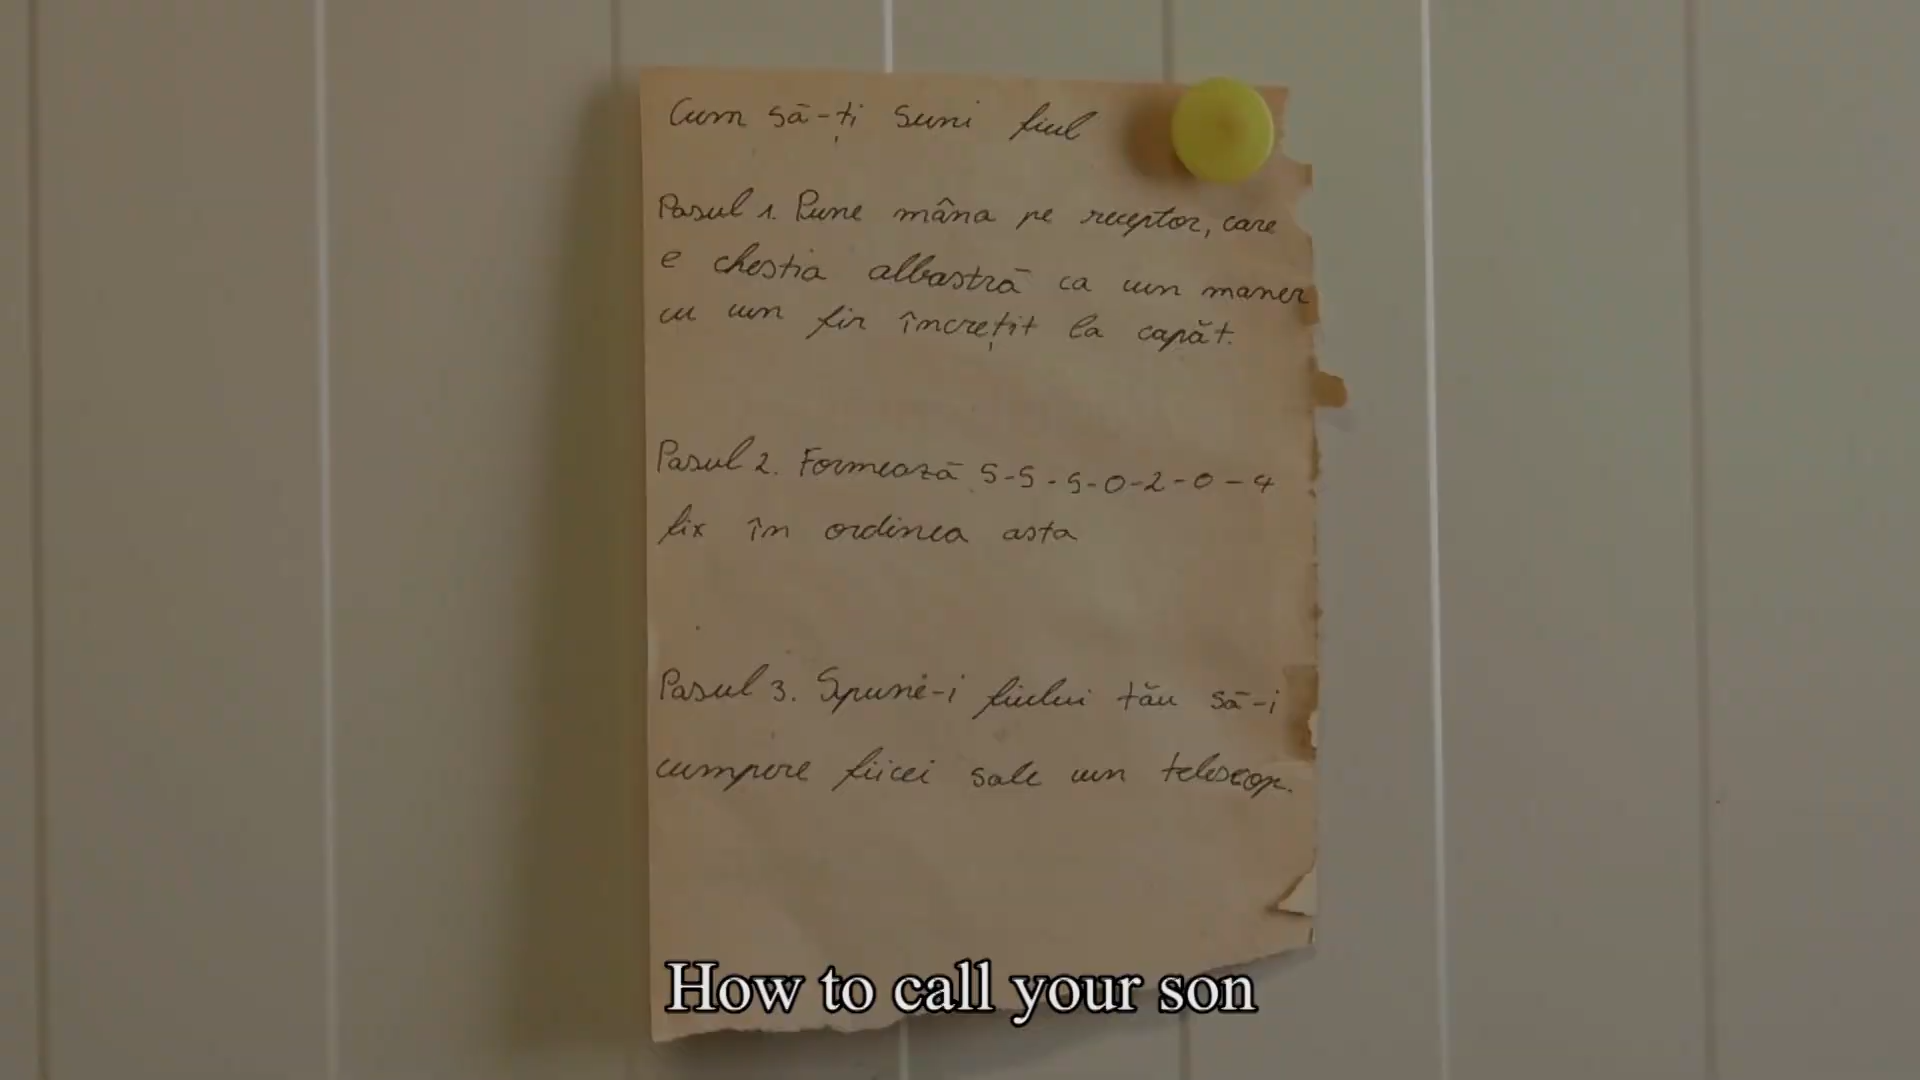 Cum să-ți suni fiul
Pasul 1. Pune mâna pe receptor, care
e chestia albastră ca un maner
cu un fir încrețit la capăt.
Pasul 2. Formează 5-5-5-0-2-0-4
fix în ordinea asta
Pasul 3. Spune-i fiului tău să-i
cumpere fiicei sale un telescop.
How to call your son